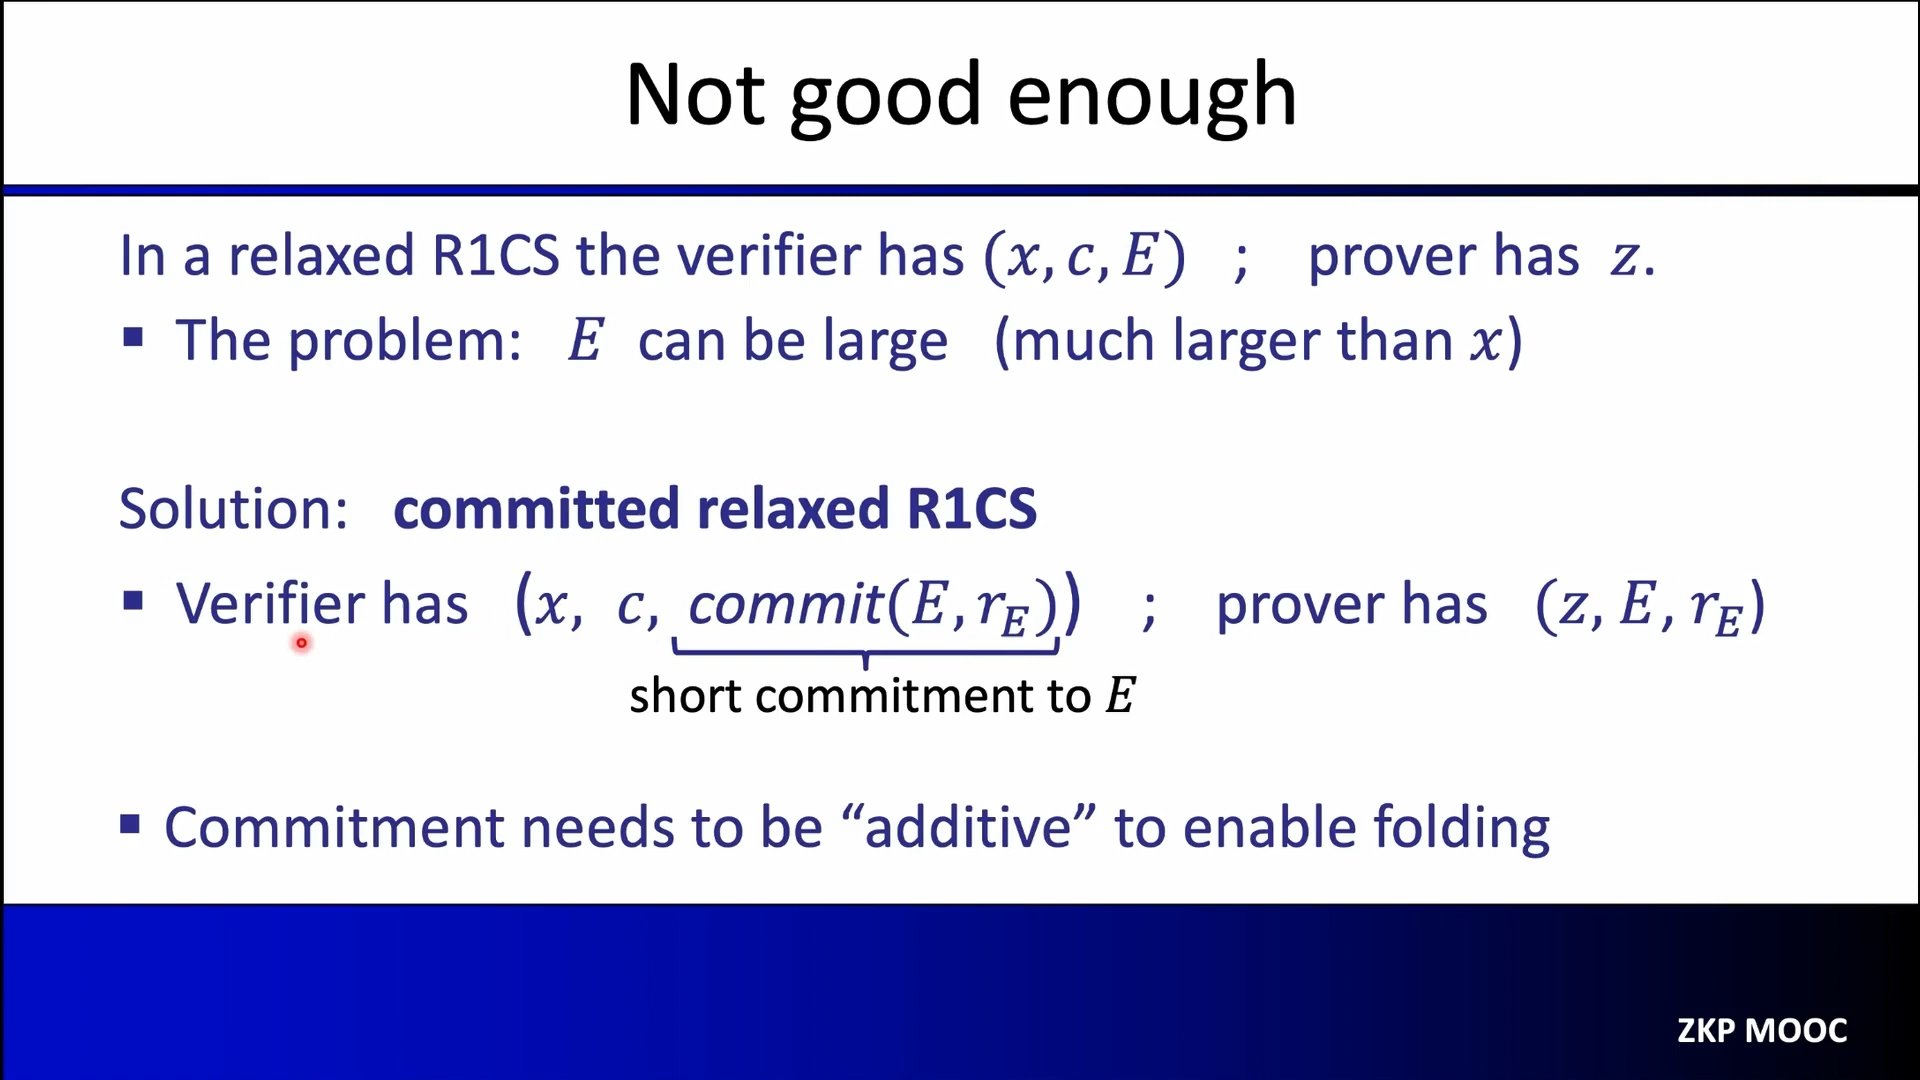 Not good enough
In a relaxed R1CS the verifier has (x, c, E) ; prover has z.
▪ The problem: E can be large (much larger than x)
Solution: committed relaxed R1CS
▪ Verifier has (x, c, commit(E, r_E)) ; prover has (z, E, r_E)
short commitment to E
▪ Commitment needs to be “additive” to enable folding
ZKP MOOC